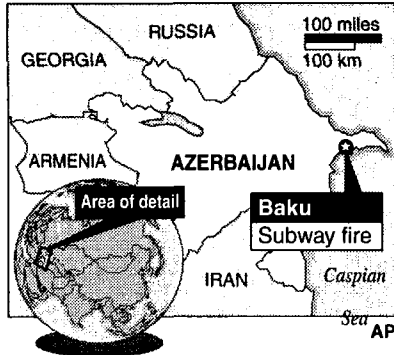 RUSSIA
100 miles
100 km
GEORGIA
ARMENIA
AZERBAIJAN
Area of detail
Baku
Subway fire
IRAN
Caspian
Sea
AP